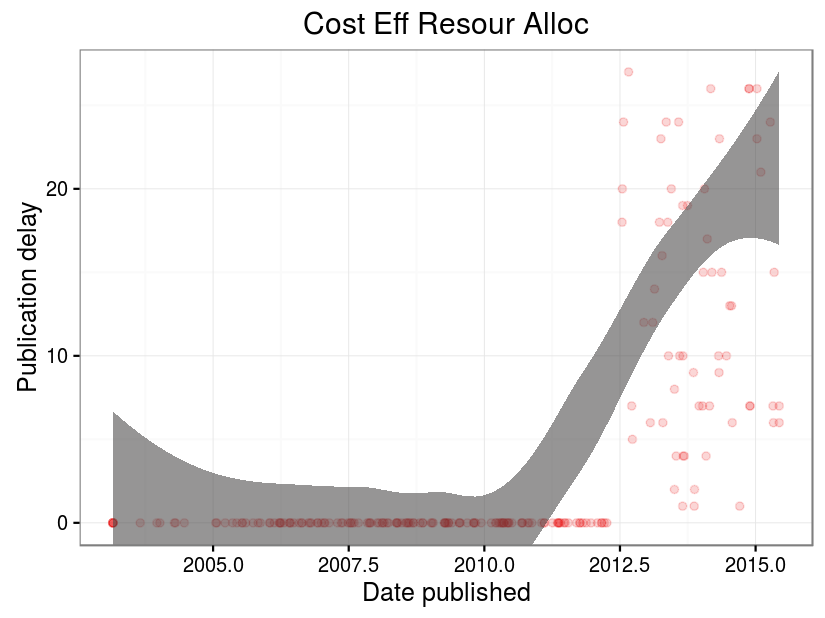 Cost Eff Resour Alloc
Publication delay
20
10
0
2005.0 2007.5 2010.0 2012.5 2015.0
Date published